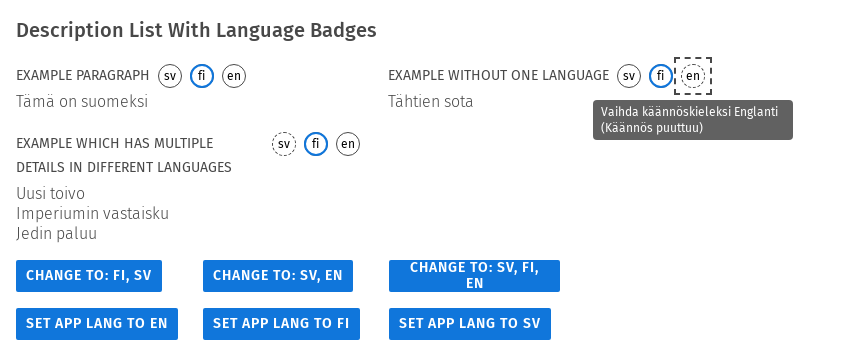 Description List With Language Badges
EXAMPLE PARAGRAPH sv fi en
Tämä on suomeksi
EXAMPLE WITHOUT ONE LANGUAGE sv fi en
Tähtien sota
Vaihda käännöskieleksi Englanti
(Käännös puuttuu)
EXAMPLE WHICH HAS MULTIPLE sv fi en
DETAILS IN DIFFERENT LANGUAGES
Uusi toivo
Imperiumin vastaisku
Jedin paluu
CHANGE TO: FI, SV
CHANGE TO: SV, EN
CHANGE TO: SV, FI,
EN
SET APP LANG TO EN
SET APP LANG TO FI
SET APP LANG TO SV